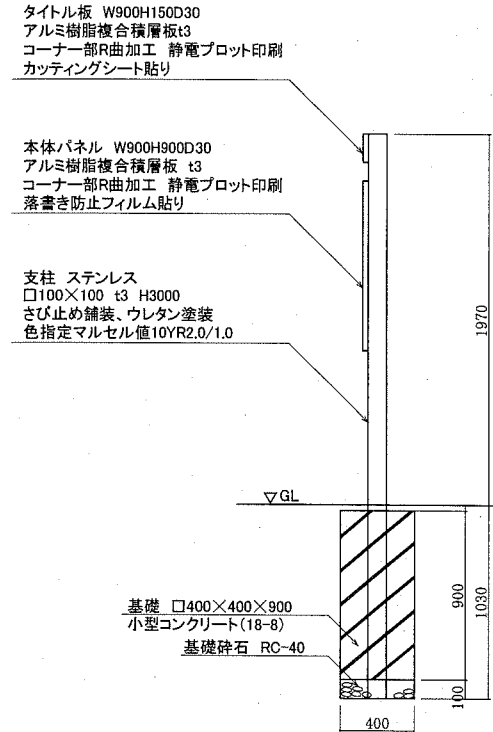 タイトル板 W900H150D30
アルミ樹脂複合積層板t3
コーナー部R曲加工 静電プロット印刷
カッティングシート貼り
本体パネル W900H900D30
アルミ樹脂複合積層板 t3
コーナー部R曲加工 静電プロット印刷
落書き防止フィルム貼り
支柱 ステンレス
□100×100 t3 H3000
さび止め舗装、ウレタン塗装
色指定マルセル値10YR2.0/1.0
1970
▽GL
基礎 □400×400×900
小型コンクリート(18-8)
基礎砕石 RC-40
900
1030
100
400